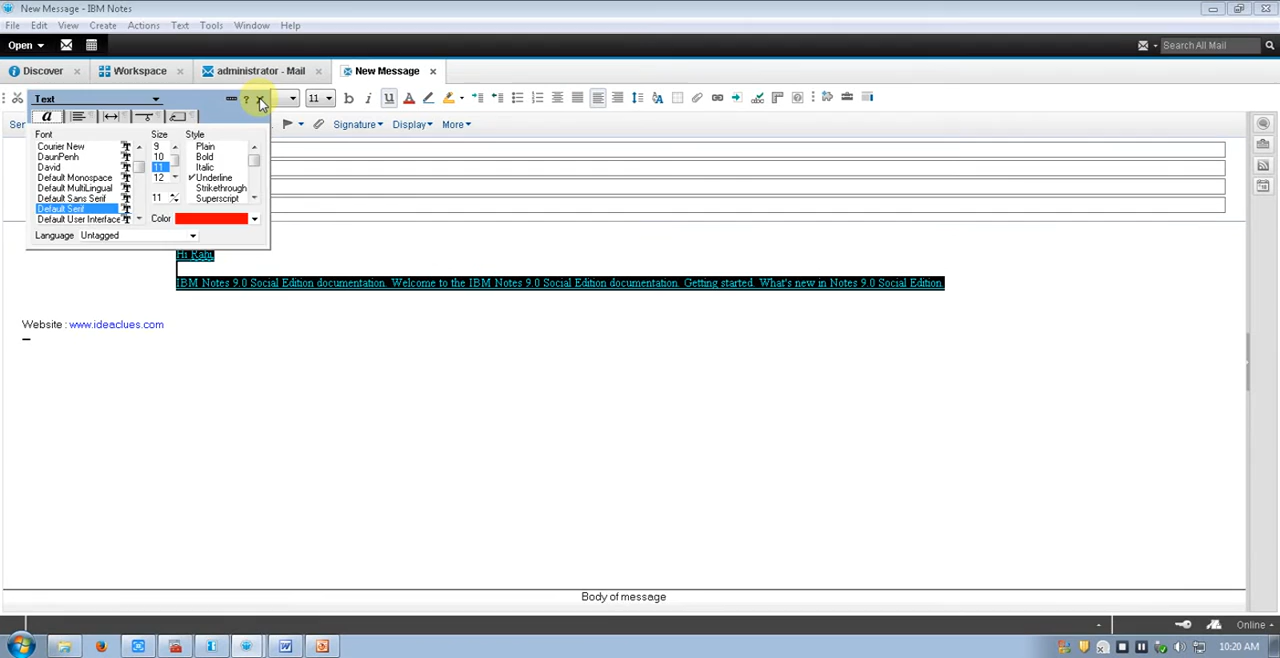 New Message - IBM Notes
File Edit View Create Actions Text Tools Window Help
Open Search All Mail
Discover Workspace administrator - Mail New Message
Text ? 11 b i U A
a
Sen Signature Display More
Font Size Style
Courier New 9 Plain
DaunPenh 10 Bold
David 11 Italic
Default Monospace 12 Underline
Default MultiLingual Strikethrough
Default Sans Serif 11 Superscript
Default Serif
Default User Interface Color
Language Untagged
Hi Rahi,
IBM Notes 9.0 Social Edition documentation. Welcome to the IBM Notes 9.0 Social Edition documentation. Getting started. What's new in Notes 9.0 Social Edition.
Website : www.ideaclues.com
Body of message
Online
10:20 AM